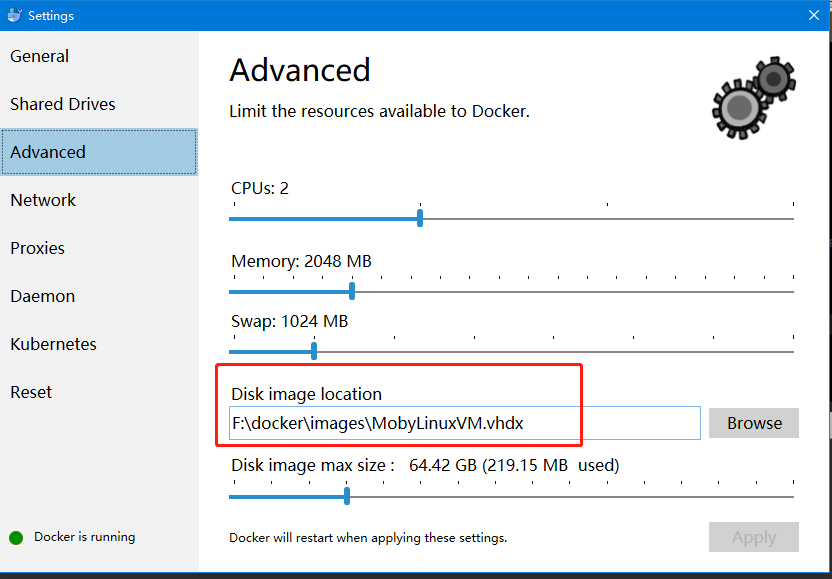 Settings
General
Shared Drives
Advanced
Network
Proxies
Daemon
Kubernetes
Reset
Docker is running
Advanced
Limit the resources available to Docker.
CPUs: 2
Memory: 2048 MB
Swap: 1024 MB
Disk image location
F:\docker\images\MobyLinuxVM.vhdx
Browse
Disk image max size : 64.42 GB (219.15 MB used)
Docker will restart when applying these settings.
Apply